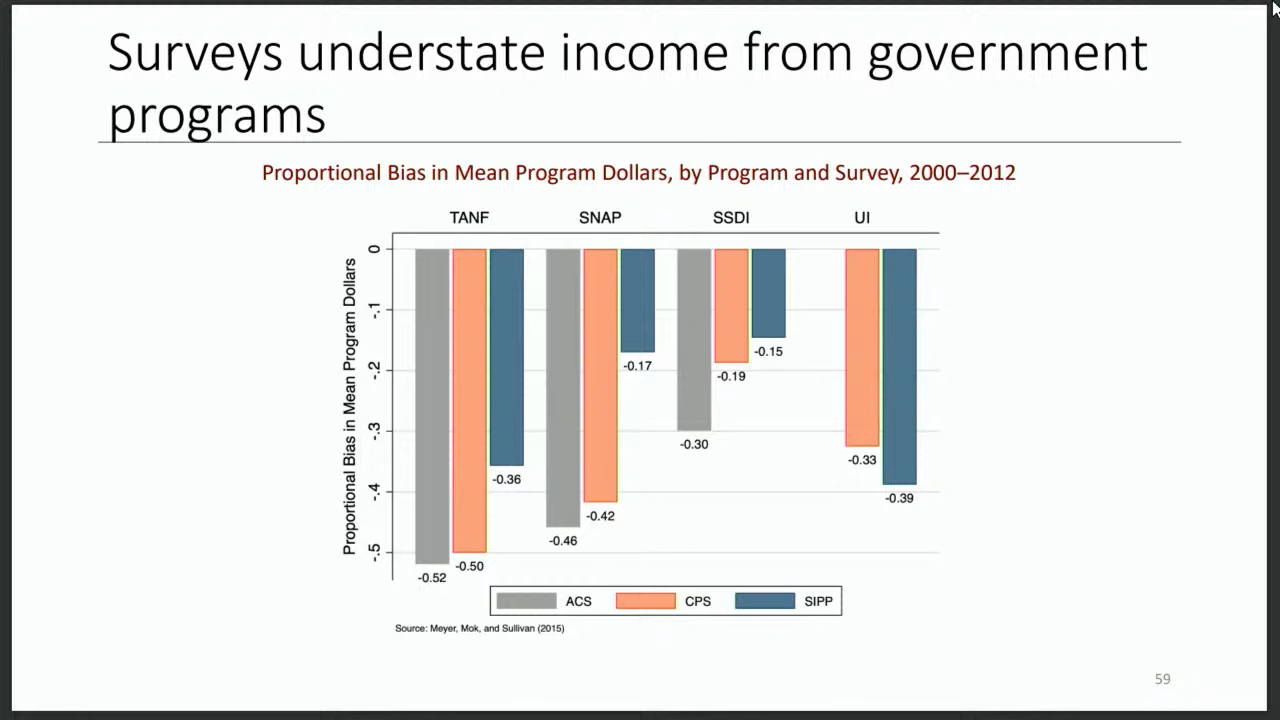 Surveys understate income from government
programs
Proportional Bias in Mean Program Dollars, by Program and Survey, 2000–2012
TANF SNAP SSDI UI
Proportional Bias in Mean Program Dollars
0
-.1
-.2
-.3
-.4
-.5
-0.52
-0.50
-0.36
-0.46
-0.42
-0.17
-0.30
-0.19
-0.15
-0.33
-0.39
ACS CPS SIPP
Source: Meyer, Mok, and Sullivan (2015)
59